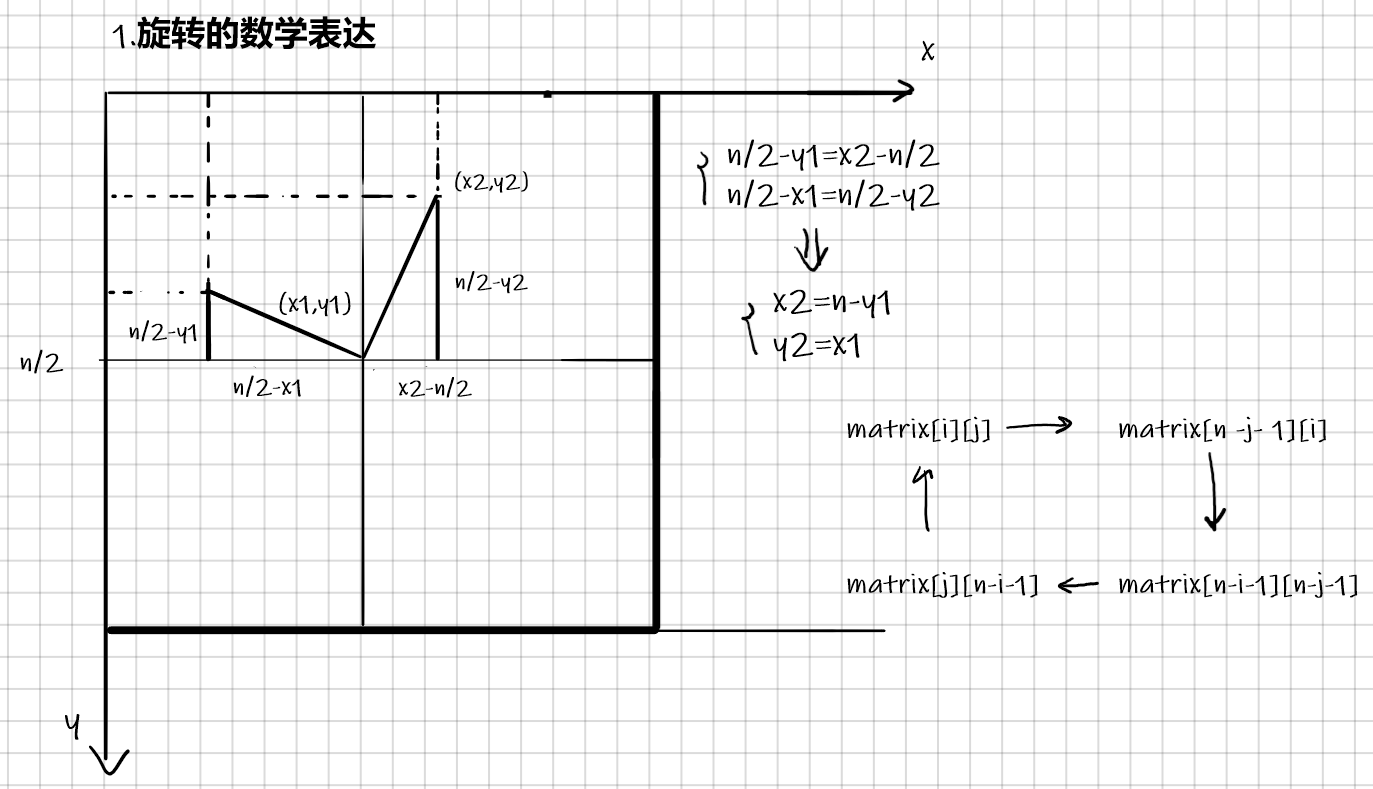 1.旋转的数学表达
x
(x2,y2)
n/2-y2
(x1,y1)
n/2-y1
n/2
n/2-x1
x2-n/2
y
n/2-y1=x2-n/2
n/2-x1=n/2-y2
x2=n-y1
y2=x1
matrix[i][j]
matrix[n -j- 1][i]
matrix[j][n-i-1]
matrix[n-i-1][n-j-1]